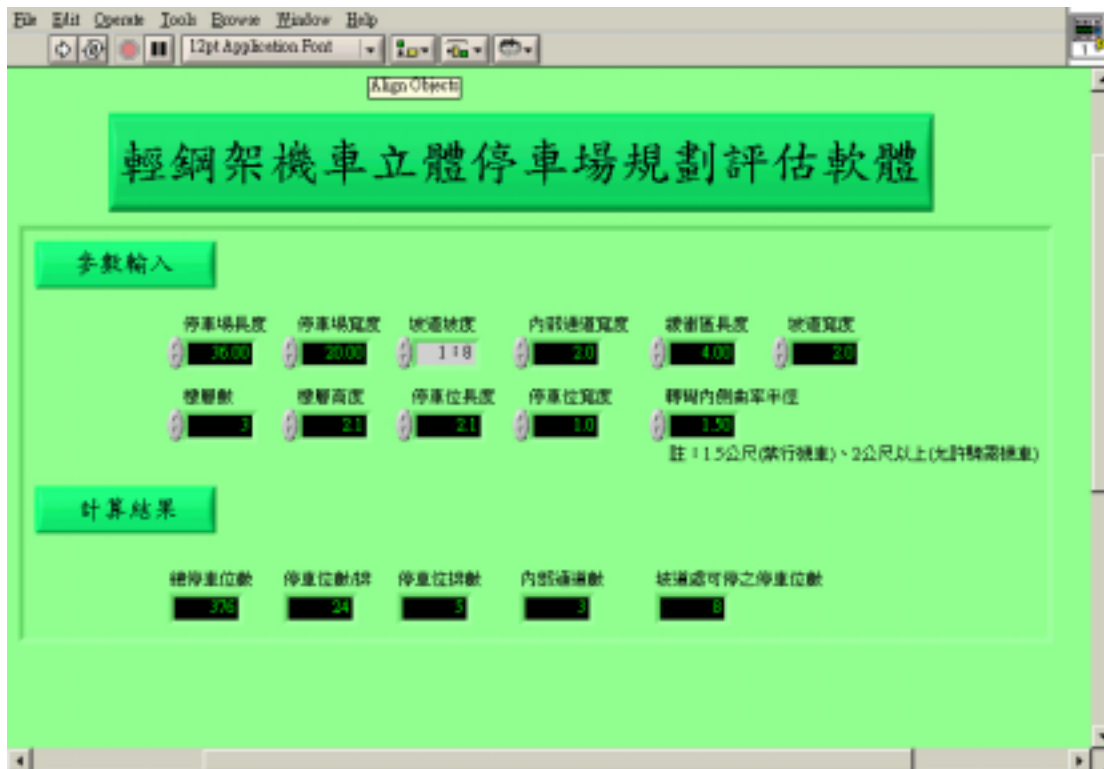 File Edit Operate Tools Browse Window Help
12pt Application Font
1
Align Objects
輕鋼架機車立體停車場規劃評估軟體
參數輸入
停車場長度 停車場寬度 坡道坡度 內部通道寬度 緩衝區長度 坡道寬度
36.00 20.00 1:8 2.0 4.00 2.0
樓層數 樓層高度 停車位長度 停車位寬度 轉彎內側曲率半徑
3 2.1 2.1 1.0 1.50
註:1.5公尺(禁行機車)、2公尺以上(允許騎乘機車)
計算結果
總停車位數 停車位數/排 停車位排數 內部通道數 坡道處可停之停車位數
376 24 5 3 8